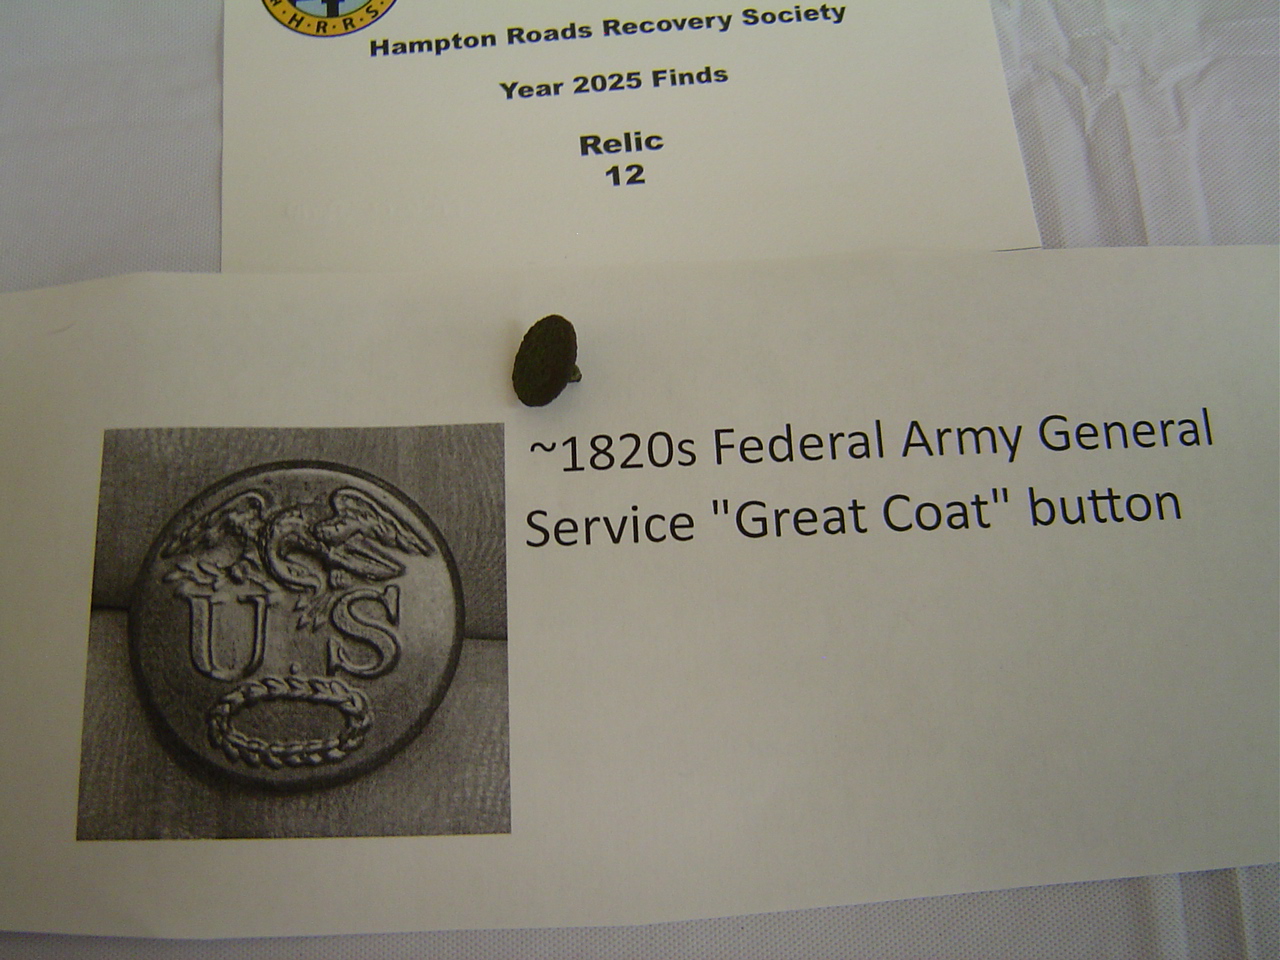 H·R·R·S·
Hampton Roads Recovery Society
Year 2025 Finds
Relic
12
~1820s Federal Army General
Service "Great Coat" button
U.S